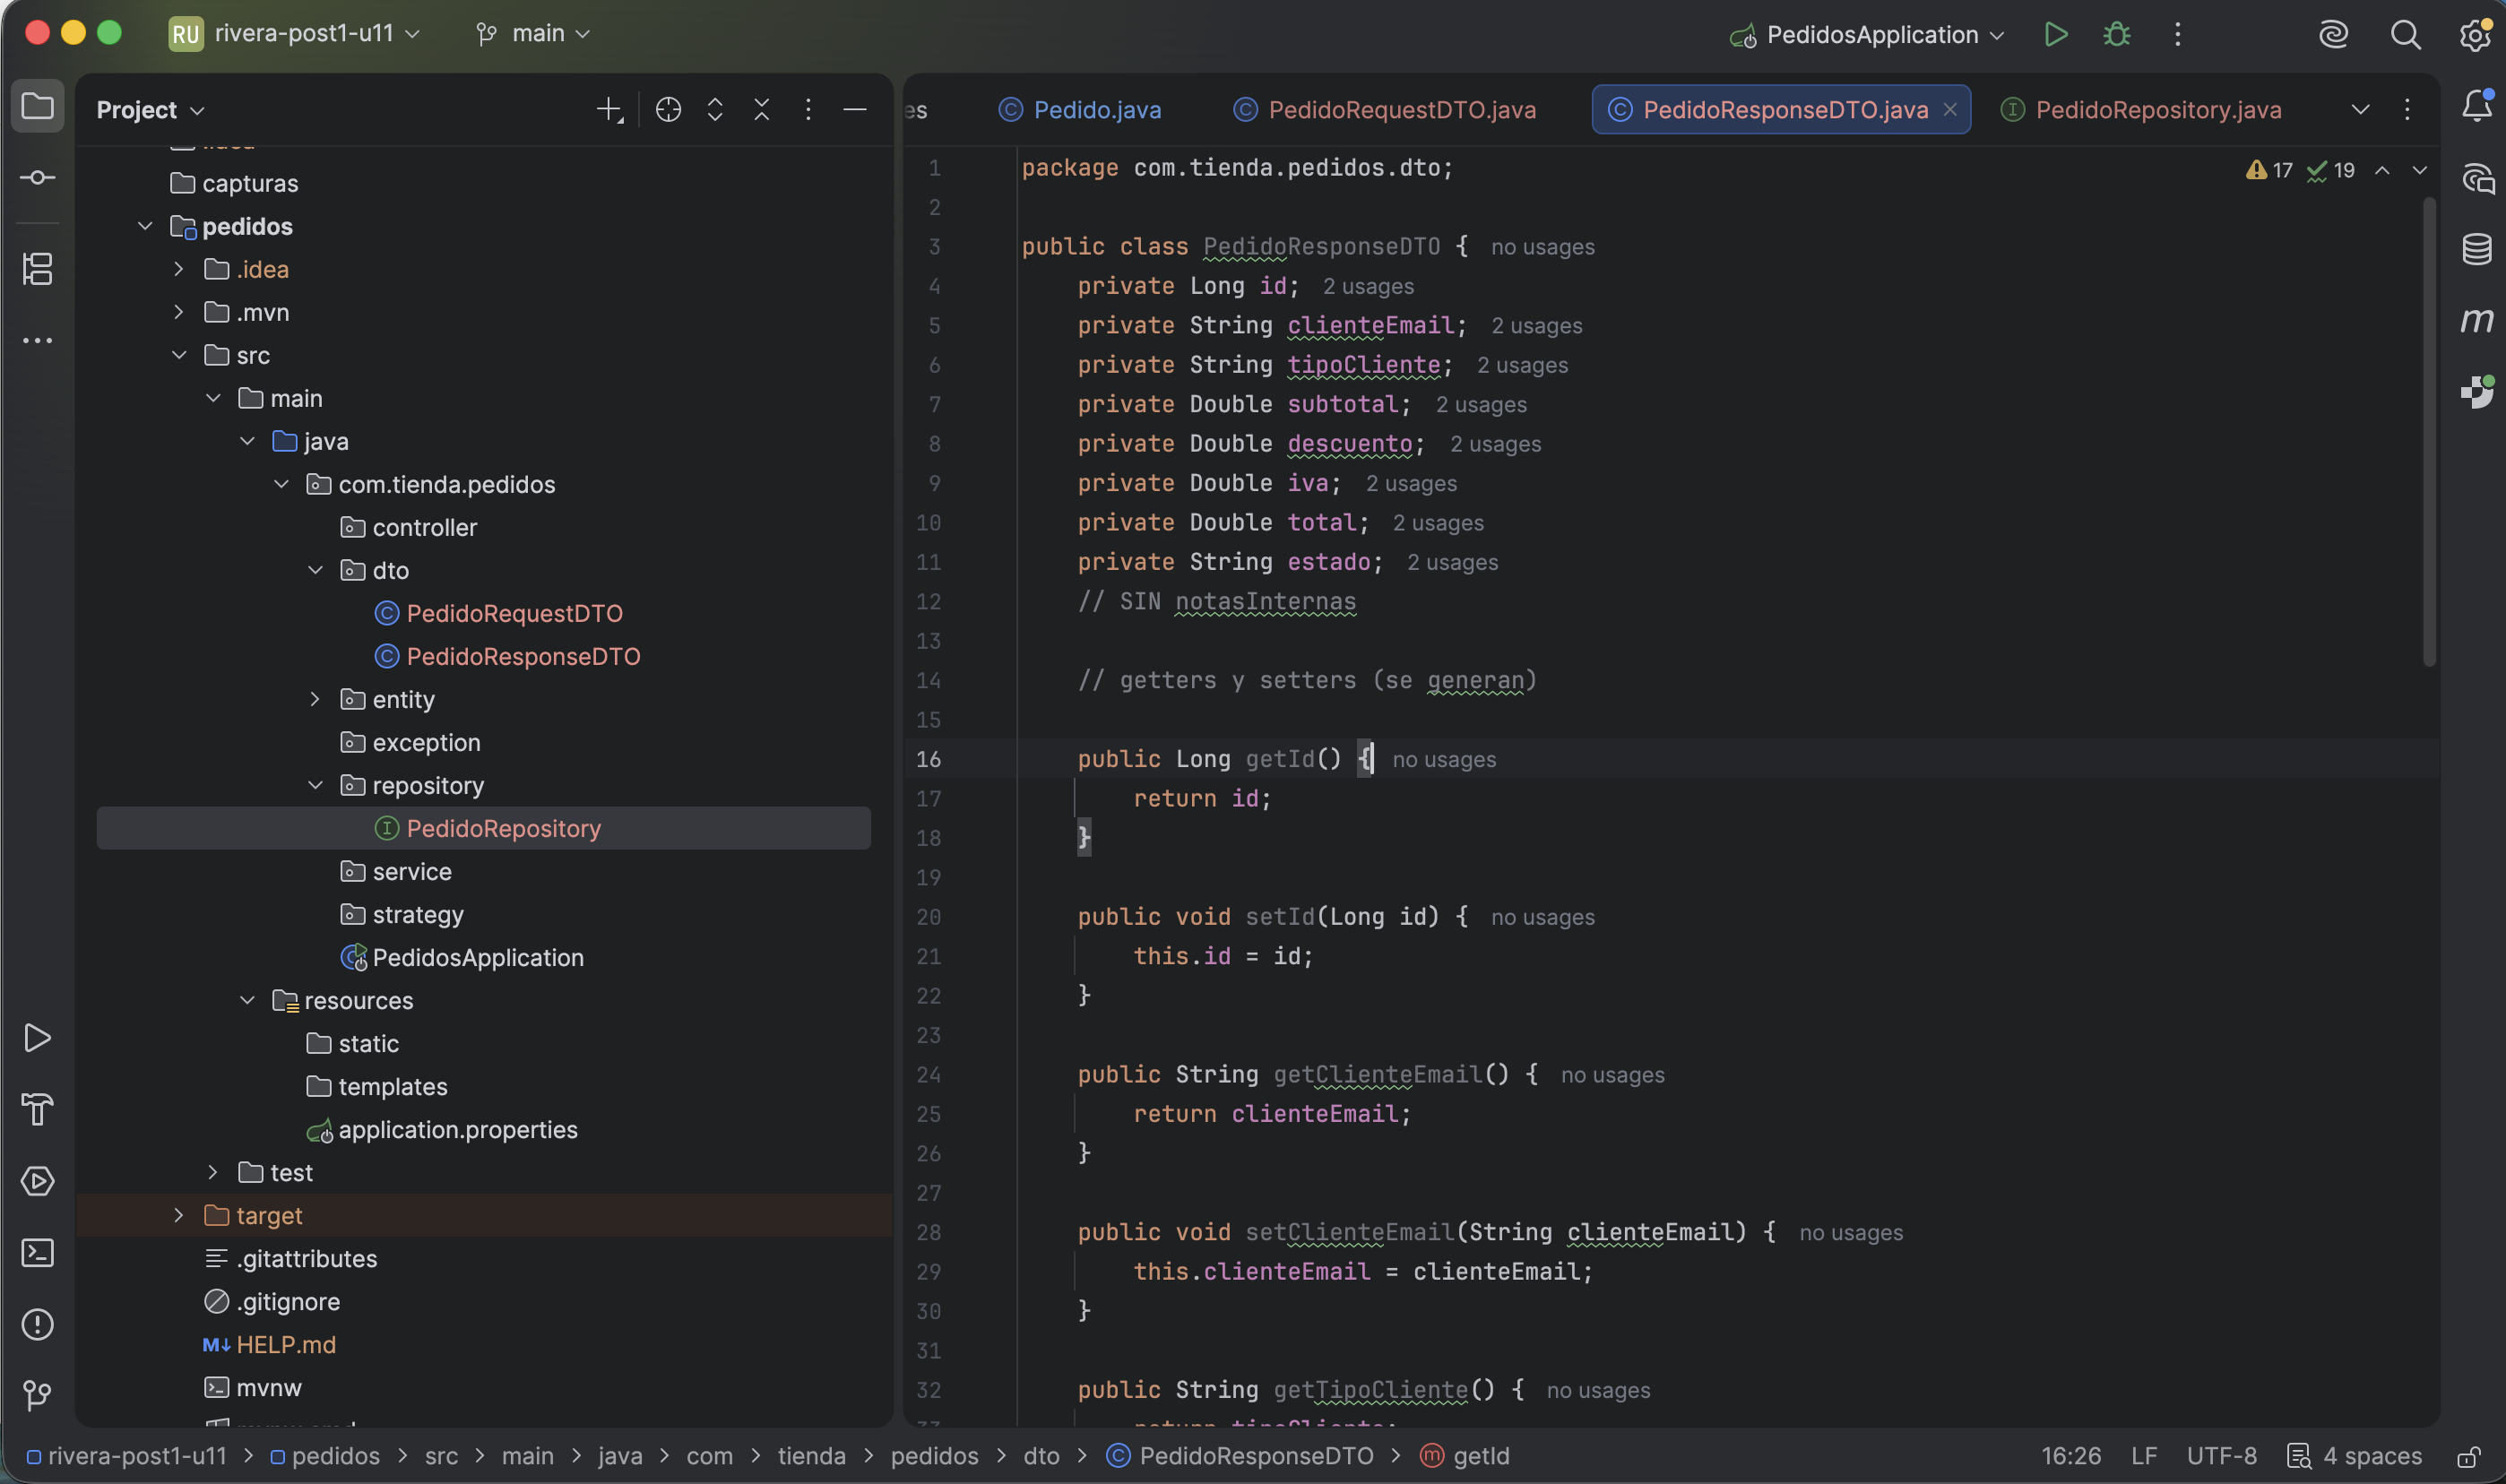 RU rivera-post1-u11 main PedidosApplication
Project
es Pedido.java PedidoRequestDTO.java PedidoResponseDTO.java PedidoRepository.java
capturas
pedidos
.idea
.mvn
src
main
java
com.tienda.pedidos
controller
dto
PedidoRequestDTO
PedidoResponseDTO
entity
exception
repository
PedidoRepository
service
strategy
PedidosApplication
resources
static
templates
application.properties
test
target
.gitattributes
.gitignore
M↓ HELP.md
mvnw
17 19
1 package com.tienda.pedidos.dto;
2
3 public class PedidoResponseDTO { no usages
4 private Long id; 2 usages
5 private String clienteEmail; 2 usages
6 private String tipoCliente; 2 usages
7 private Double subtotal; 2 usages
8 private Double descuento; 2 usages
9 private Double iva; 2 usages
10 private Double total; 2 usages
11 private String estado; 2 usages
12 // SIN notasInternas
13
14 // getters y setters (se generan)
15
16 public Long getId() { no usages
17 return id;
18 }
19
20 public void setId(Long id) { no usages
21 this.id = id;
22 }
23
24 public String getClienteEmail() { no usages
25 return clienteEmail;
26 }
27
28 public void setClienteEmail(String clienteEmail) { no usages
29 this.clienteEmail = clienteEmail;
30 }
31
32 public String getTipoCliente() { no usages
rivera-post1-u11 > pedidos > src > main > java > com > tienda > pedidos > dto > PedidoResponseDTO > getId 16:26 LF UTF-8 4 spaces